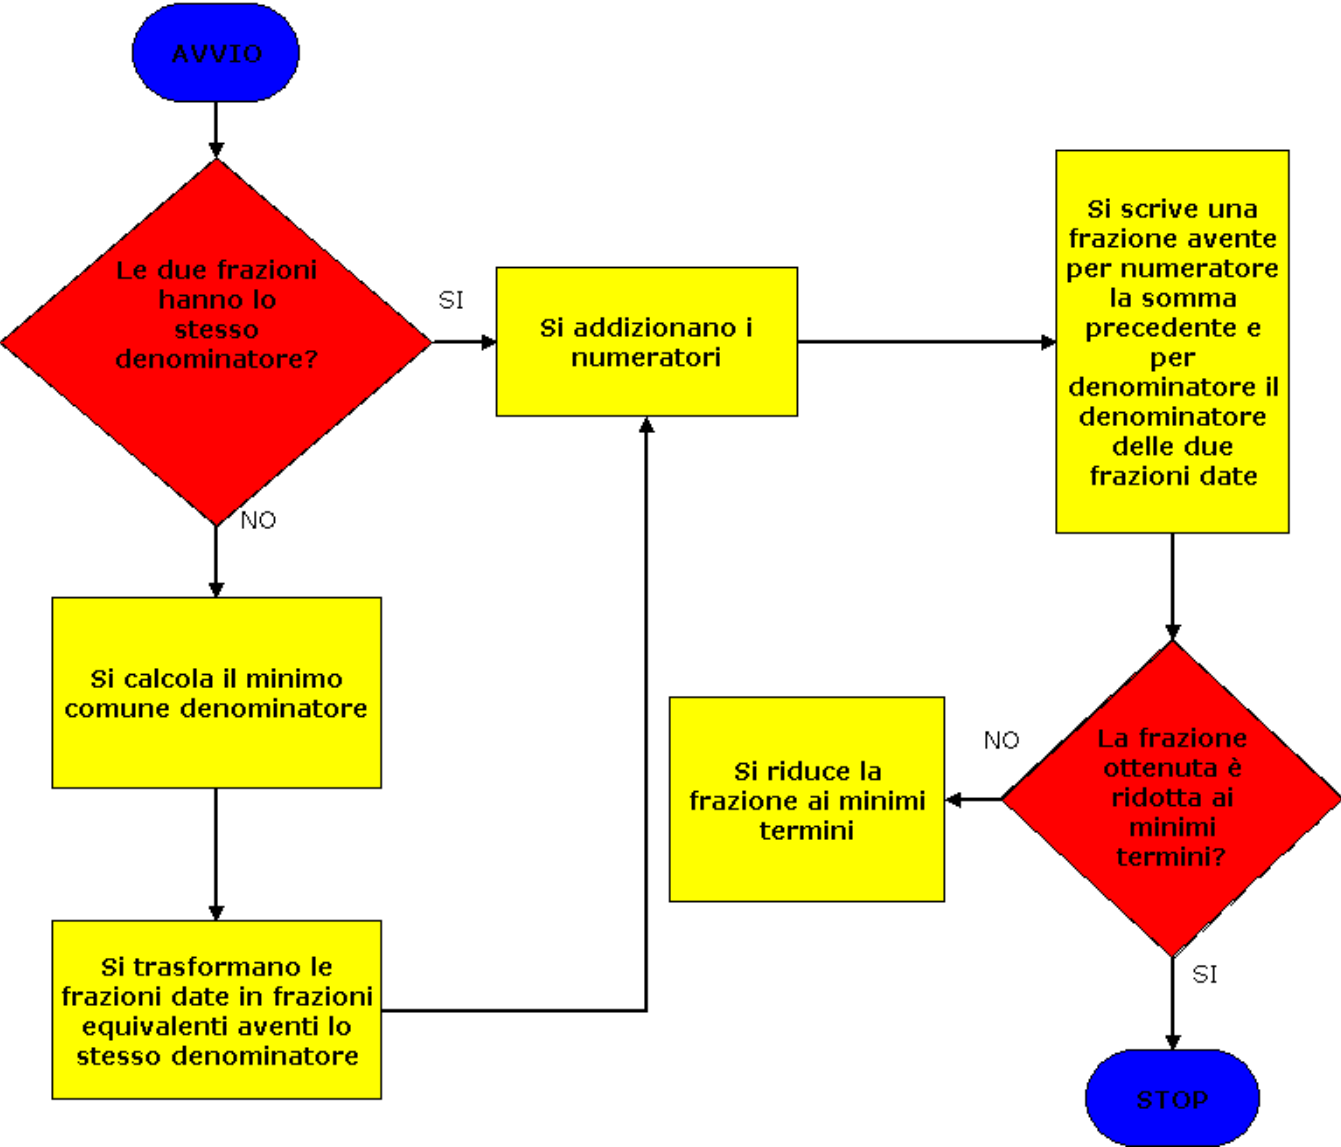 AVVIO
Le due frazioni
hanno lo
stesso
denominatore?
SI
NO
Si addizionano i
numeratori
Si scrive una
frazione avente
per numeratore
la somma
precedente e
per
denominatore il
denominatore
delle due
frazioni date
Si calcola il minimo
comune denominatore
Si trasformano le
frazioni date in frazioni
equivalenti aventi lo
stesso denominatore
La frazione
ottenuta è
ridotta ai
minimi
termini?
NO
Si riduce la
frazione ai minimi
termini
SI
STOP